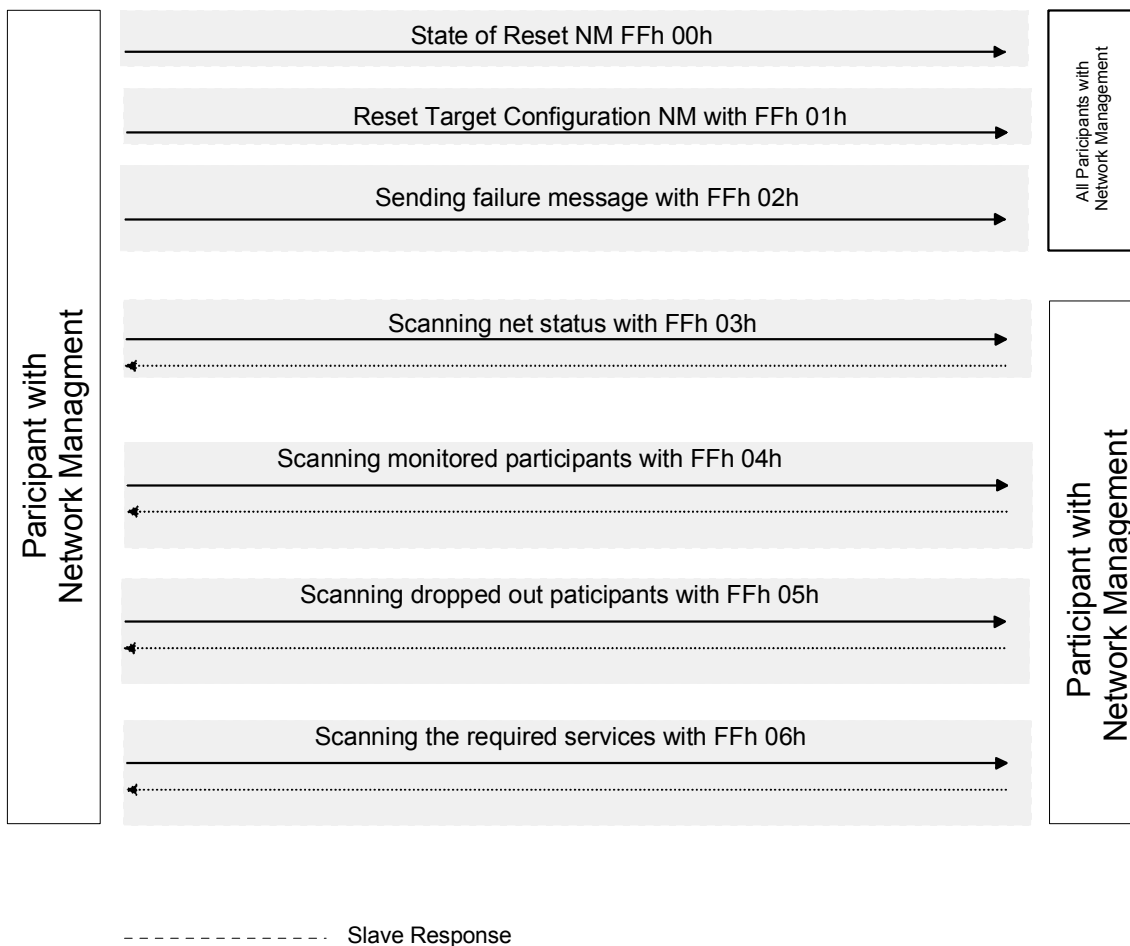 State of Reset NM FFh 00h
Reset Target Configuration NM with FFh 01h
Sending failure message with FFh 02h
All Paricipants with
Network Management
Scanning net status with FFh 03h
Scanning monitored participants with FFh 04h
Scanning dropped out paticipants with FFh 05h
Scanning the required services with FFh 06h
Paricipant with
Network Managment
Participant with
Network Management
Slave Response